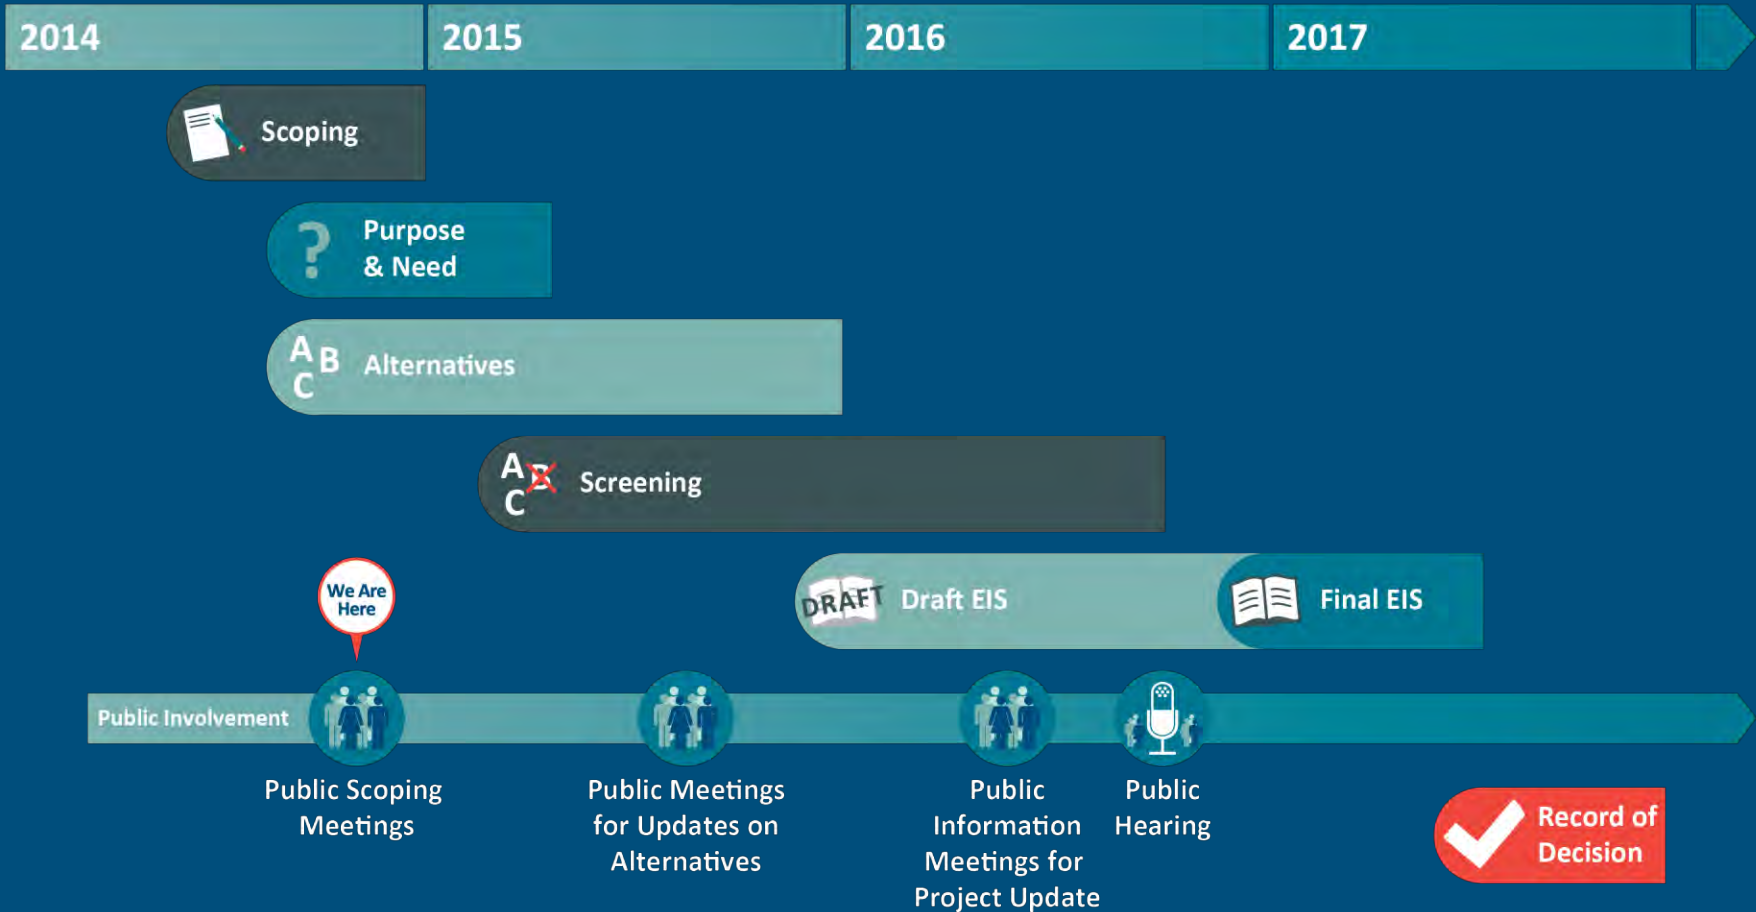 2014
2015
2016
2017
Scoping
?
Purpose
& Need
A B
C
Alternatives
A B
C
Screening
DRAFT
Draft EIS
Final EIS
We Are
Here
Public Involvement
Public Scoping
Meetings
Public Meetings
for Updates on
Alternatives
Public
Information
Meetings for
Project Update
Public
Hearing
Record of
Decision